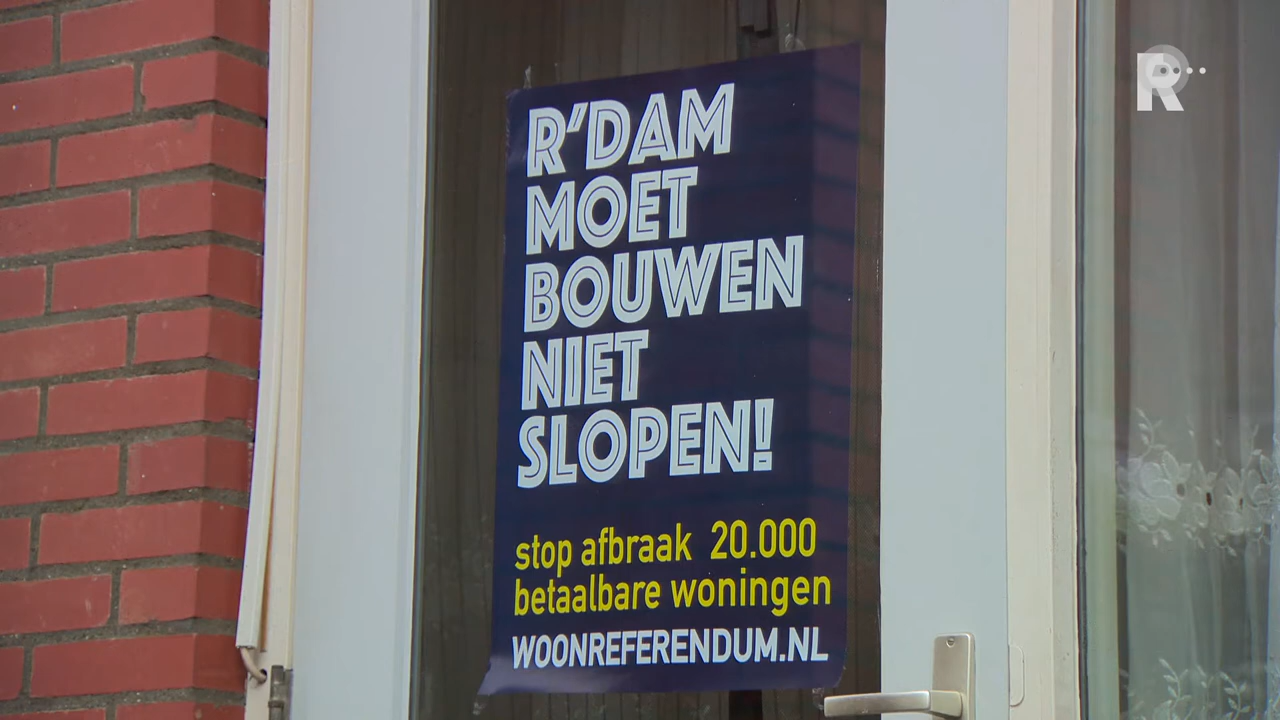 R'DAM
MOET
BOUWEN
NIET
SLOPEN!
stop afbraak 20.000
betaalbare woningen
WOONREFERENDUM.NL
R